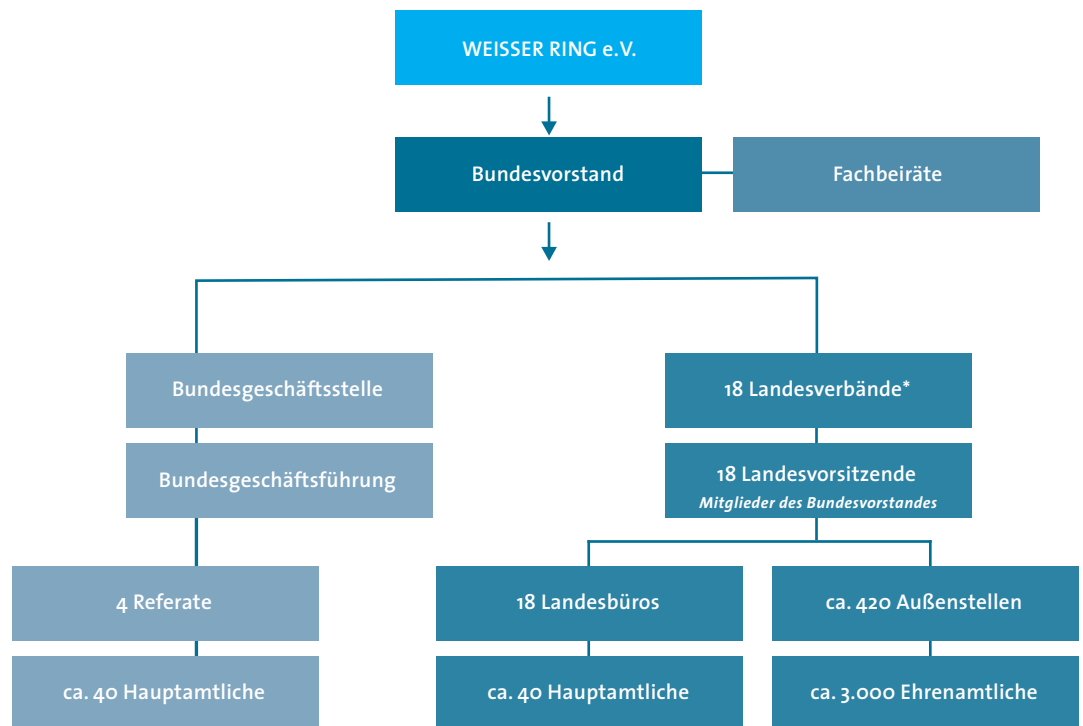 WEISSER RING e.V.
Bundesvorstand
Fachbeiräte
Bundesgeschäftsstelle
18 Landesverbände*
Bundesgeschäftsführung
18 Landesvorsitzende
Mitglieder des Bundesvorstandes
4 Referate
18 Landesbüros
ca. 420 Außenstellen
ca. 40 Hauptamtliche
ca. 40 Hauptamtliche
ca. 3.000 Ehrenamtliche